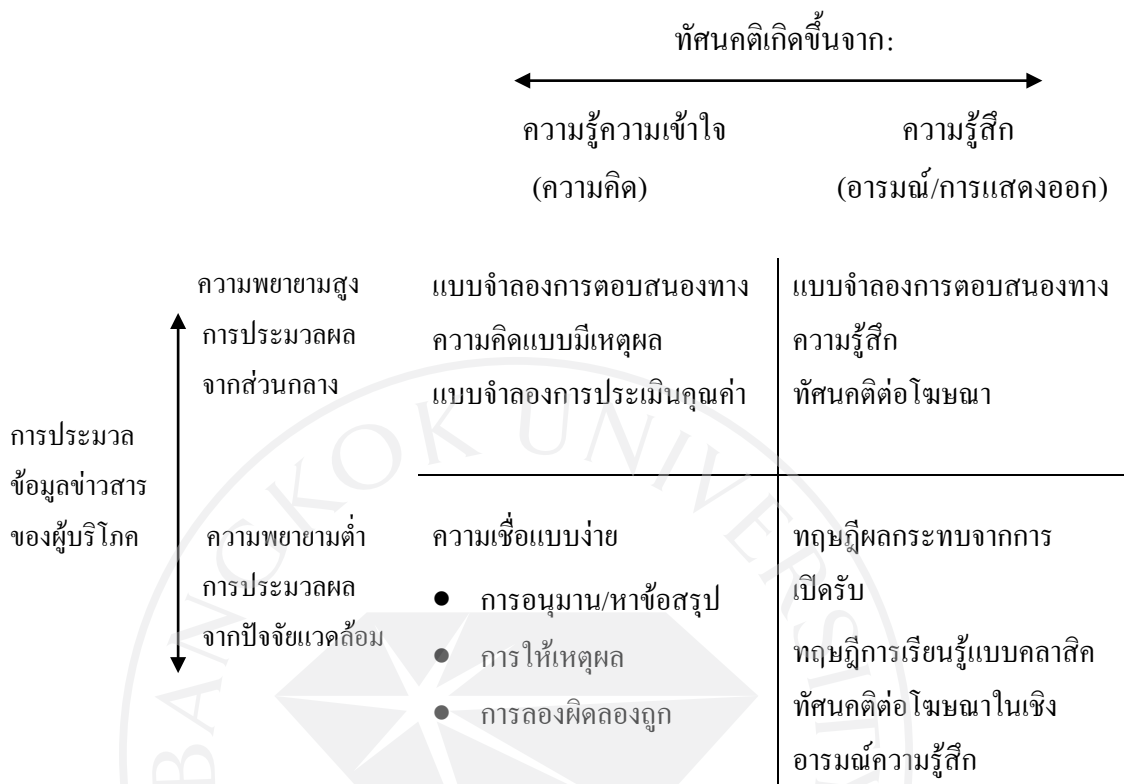 ทัศนคติเกิดขึ้นจาก:
ความรู้ความเข้าใจ
(ความคิด)
ความรู้สึก
(อารมณ์/การแสดงออก)
ความพยายามสูง
การประมวลผล
จากส่วนกลาง
แบบจำลองการตอบสนองทาง
ความคิดแบบมีเหตุผล
แบบจำลองการประเมินคุณค่า
แบบจำลองการตอบสนองทาง
ความรู้สึก
ทัศนคติต่อโฆษณา
การประมวล
ข้อมูลข่าวสาร
ของผู้บริโภค
ความพยายามต่ำ
การประมวลผล
จากปัจจัยแวดล้อม
ความเชื่อแบบง่าย
● การอนุมาน/หาข้อสรุป
● การให้เหตุผล
● การลองผิดลองถูก
ทฤษฎีผลกระทบจากการ
เปิดรับ
ทฤษฎีการเรียนรู้แบบคลาสิค
ทัศนคติต่อโฆษณาในเชิง
อารมณ์ความรู้สึก
BANGKOK UNIVERSITY